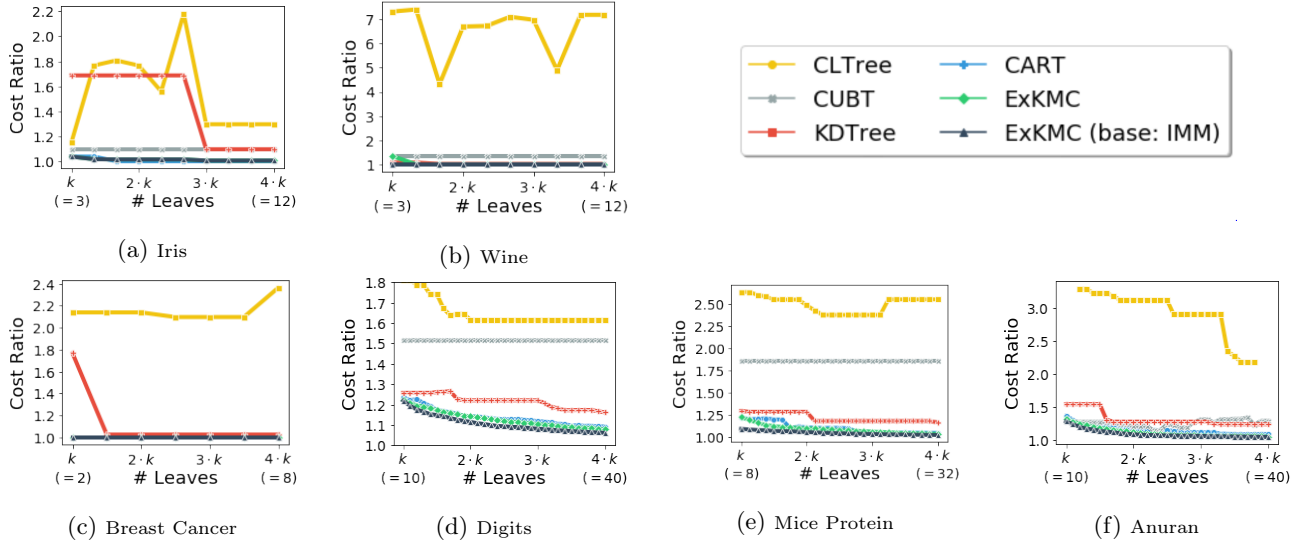 2.2
2.0
1.8
1.6
1.4
1.2
1.0
Cost Ratio
k 2 · k 3 · k 4 · k
(=3) # Leaves (=12)
(a) Iris
7
6
5
4
3
2
1
Cost Ratio
k 2 · k 3 · k 4 · k
(=3) # Leaves (=12)
(b) Wine
CLTree CART
CUBT ExKMC
KDTree ExKMC (base: IMM)
2.4
2.2
2.0
1.8
1.6
1.4
1.2
1.0
Cost Ratio
k 2 · k 3 · k 4 · k
(=2) # Leaves (=8)
(c) Breast Cancer
1.8
1.7
1.6
1.5
1.4
1.3
1.2
1.1
1.0
Cost Ratio
k 2 · k 3 · k 4 · k
(=10) # Leaves (=40)
(d) Digits
2.50
2.25
2.00
1.75
1.50
1.25
1.00
Cost Ratio
k 2 · k 3 · k 4 · k
(=8) # Leaves (=32)
(e) Mice Protein
3.0
2.5
2.0
1.5
1.0
Cost Ratio
k 2 · k 3 · k 4 · k
(=10) # Leaves (=40)
(f) Anuran